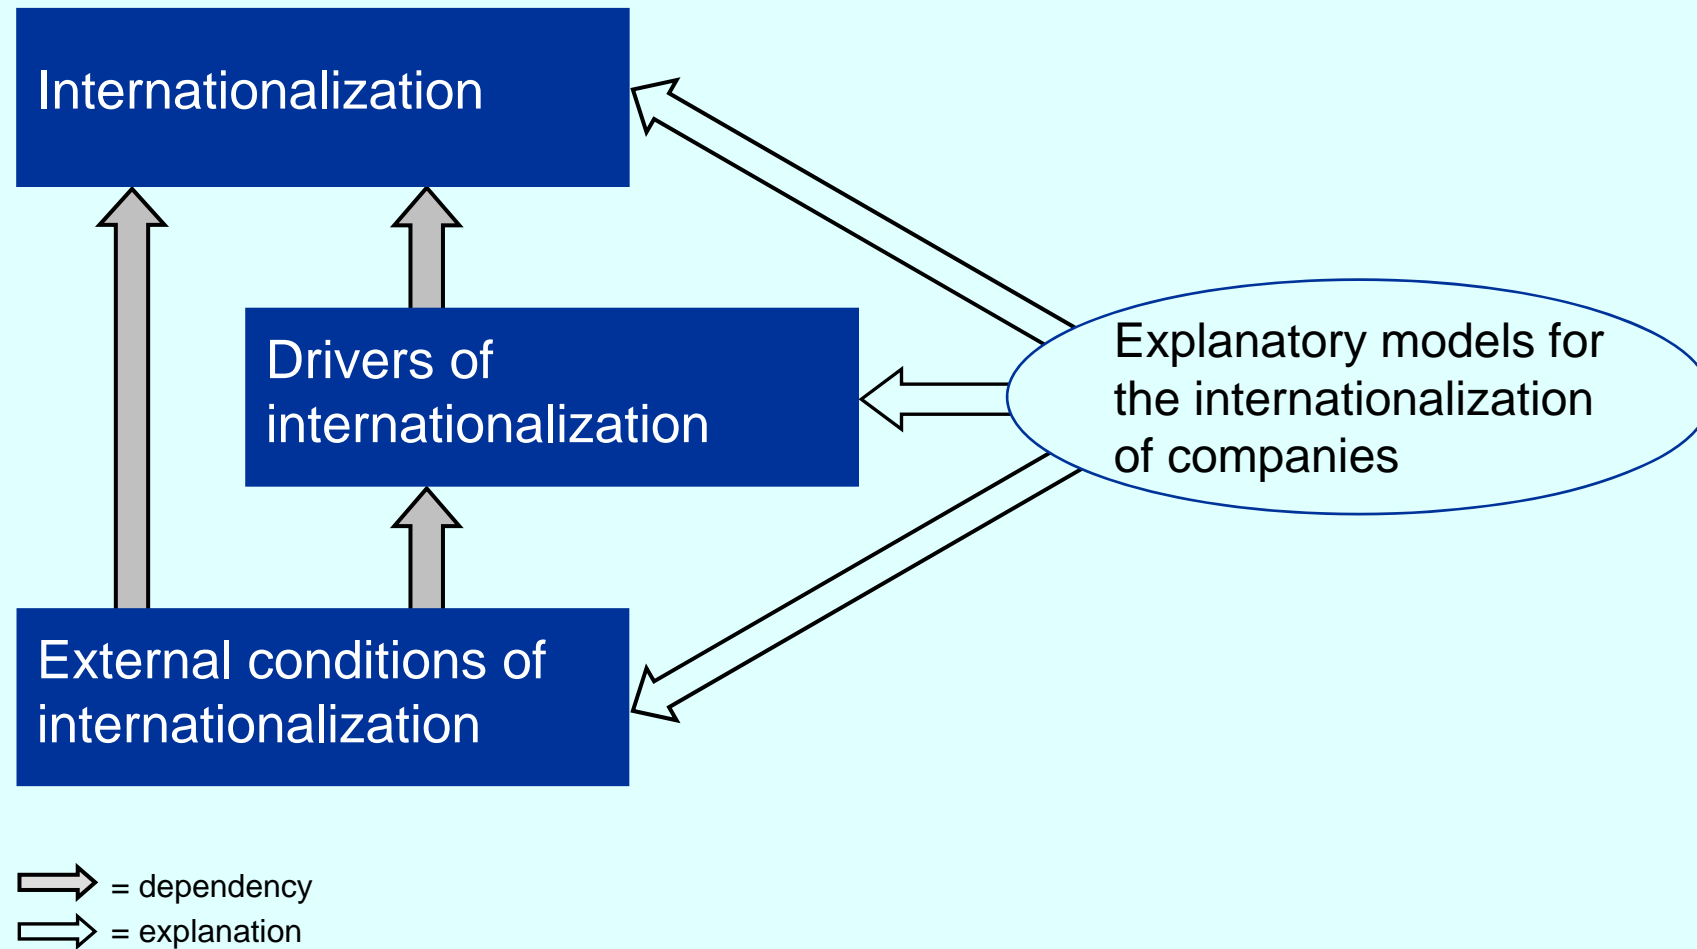 Internationalization
Drivers of
internationalization
External conditions of
internationalization
Explanatory models for
the internationalization
of companies
= dependency
= explanation